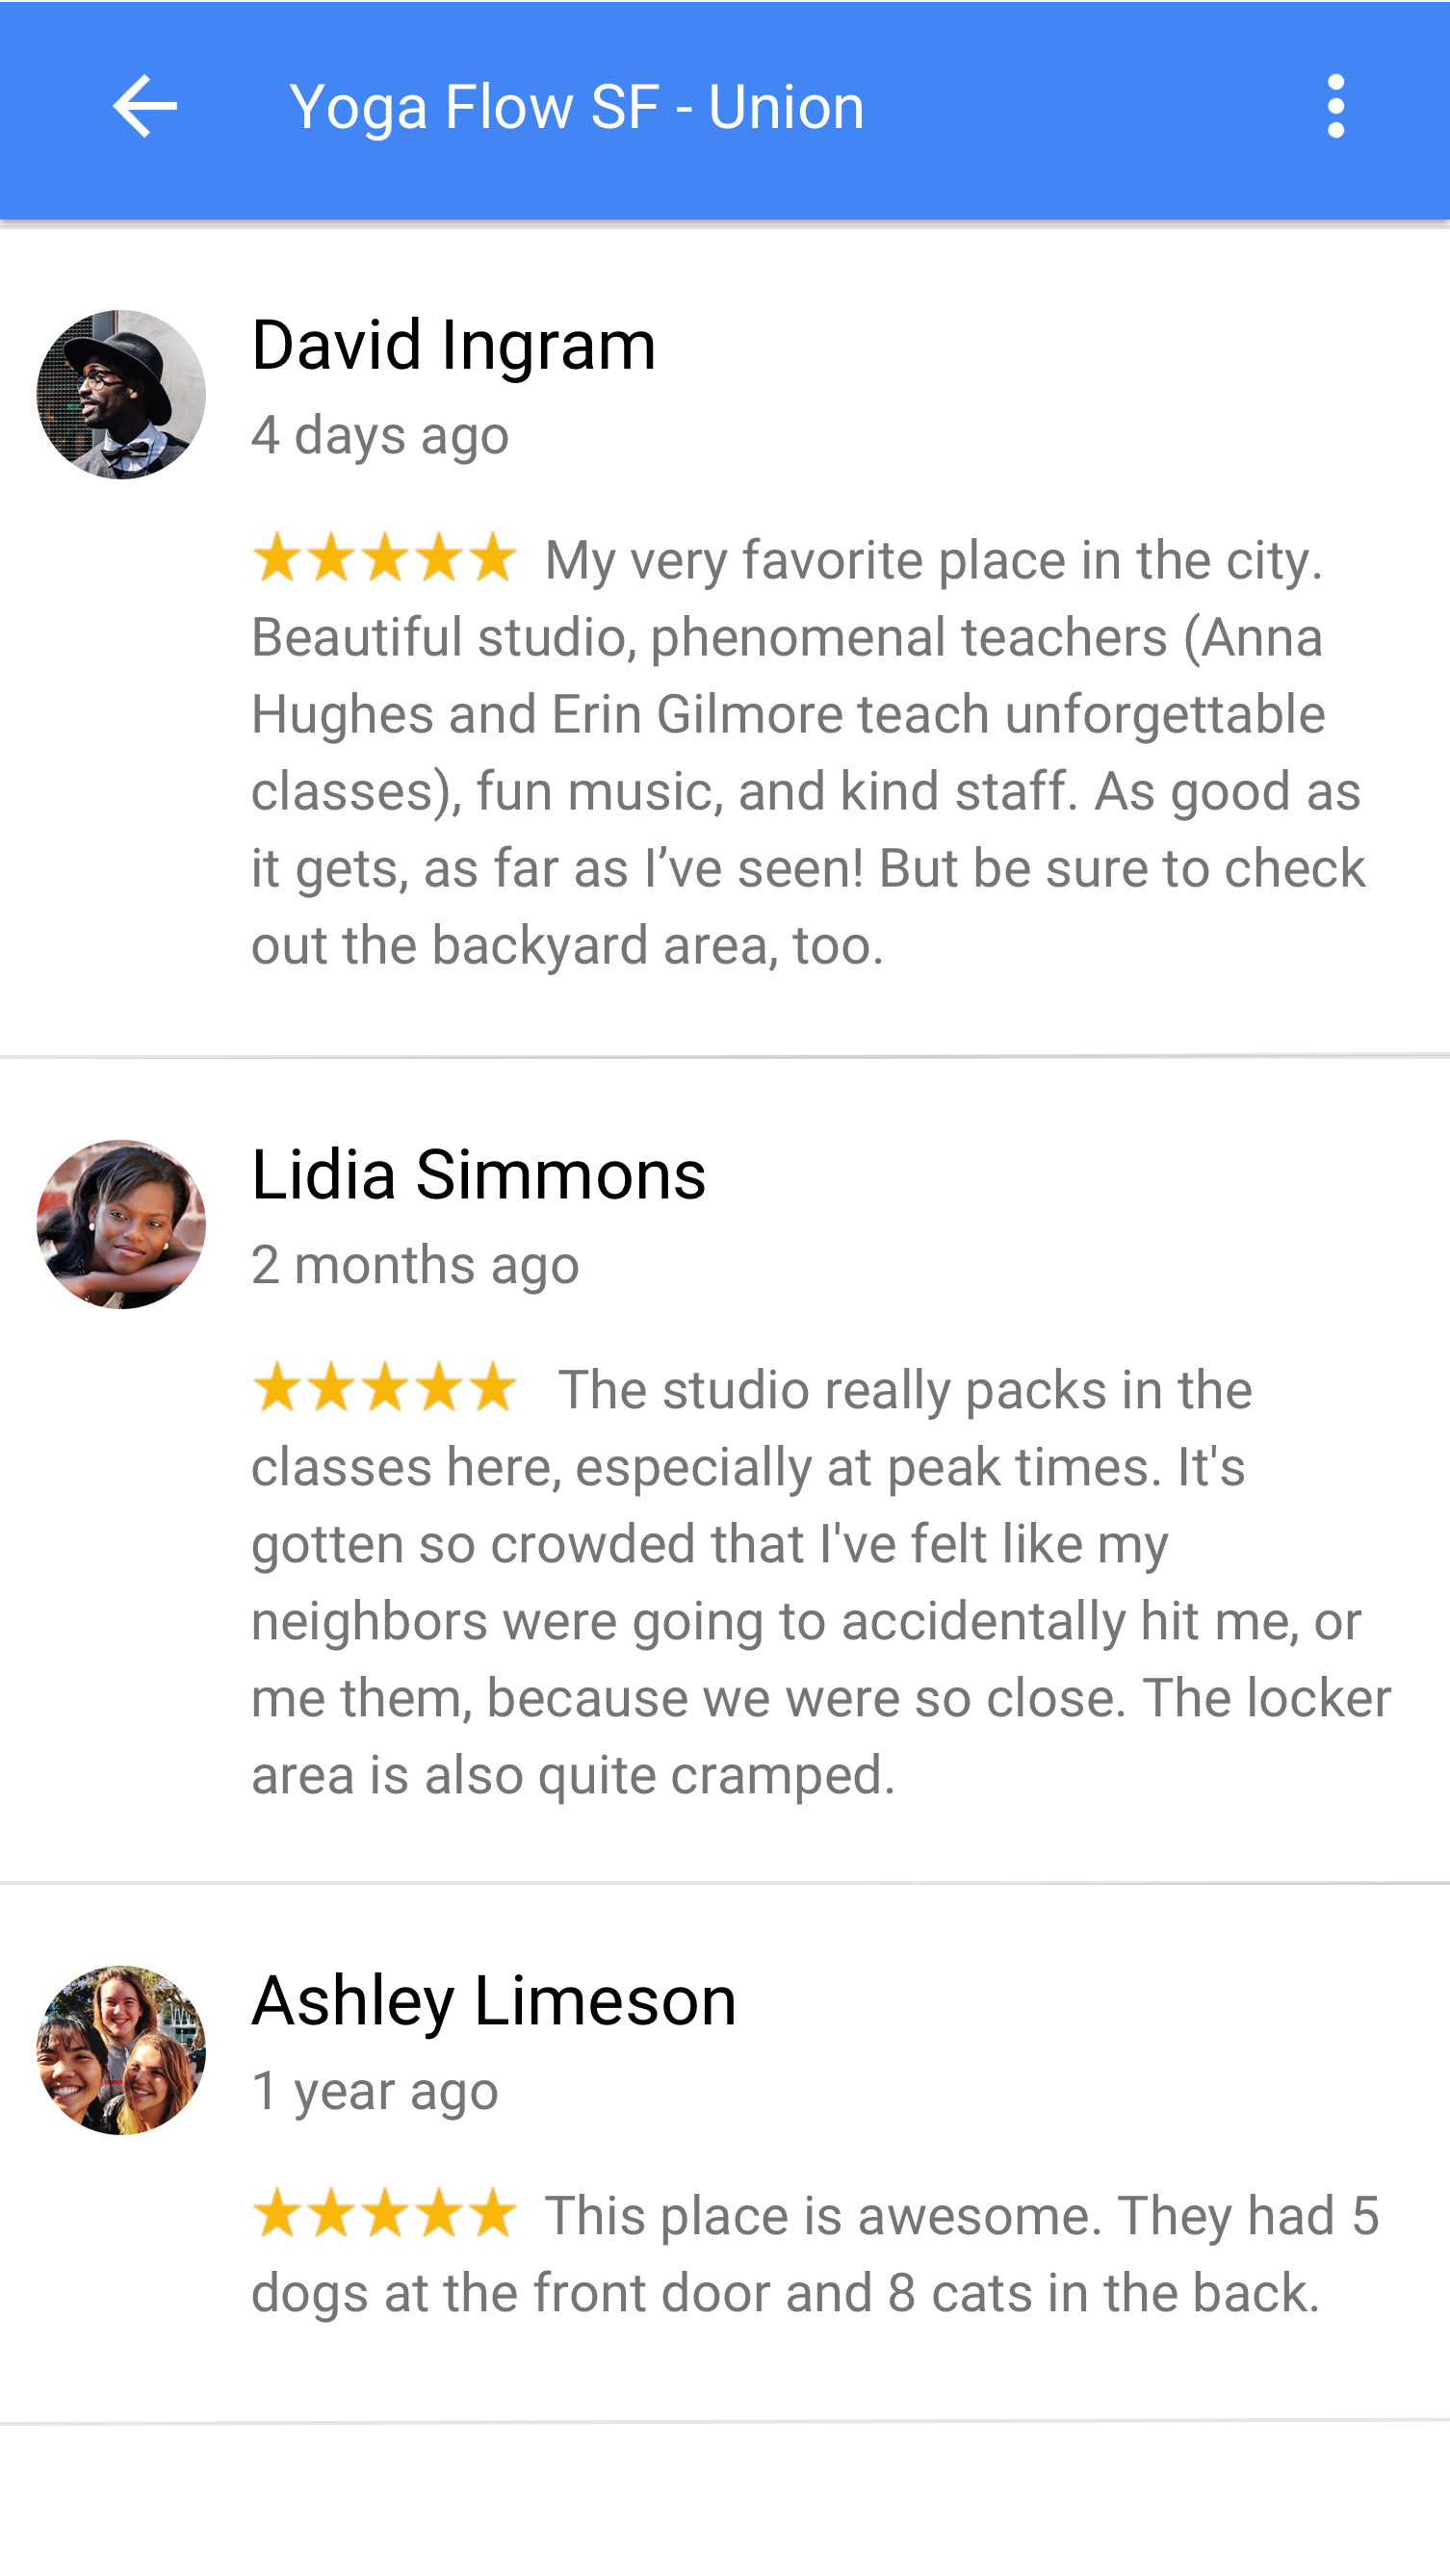 Yoga Flow SF - Union
David Ingram
4 days ago
★★★★★ My very favorite place in the city.
Beautiful studio, phenomenal teachers (Anna
Hughes and Erin Gilmore teach unforgettable
classes), fun music, and kind staff. As good as
it gets, as far as I’ve seen! But be sure to check
out the backyard area, too.
Lidia Simmons
2 months ago
★★★★★ The studio really packs in the
classes here, especially at peak times. It's
gotten so crowded that I've felt like my
neighbors were going to accidentally hit me, or
me them, because we were so close. The locker
area is also quite cramped.
Ashley Limeson
1 year ago
★★★★★ This place is awesome. They had 5
dogs at the front door and 8 cats in the back.